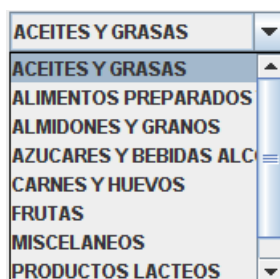 ACEITES Y GRASAS
ACEITES Y GRASAS
ALIMENTOS PREPARADOS
ALMIDONES Y GRANOS
AZUCARES Y BEBIDAS ALC
CARNES Y HUEVOS
FRUTAS
MISCELANEOS
PRODUCTOS LACTEOS